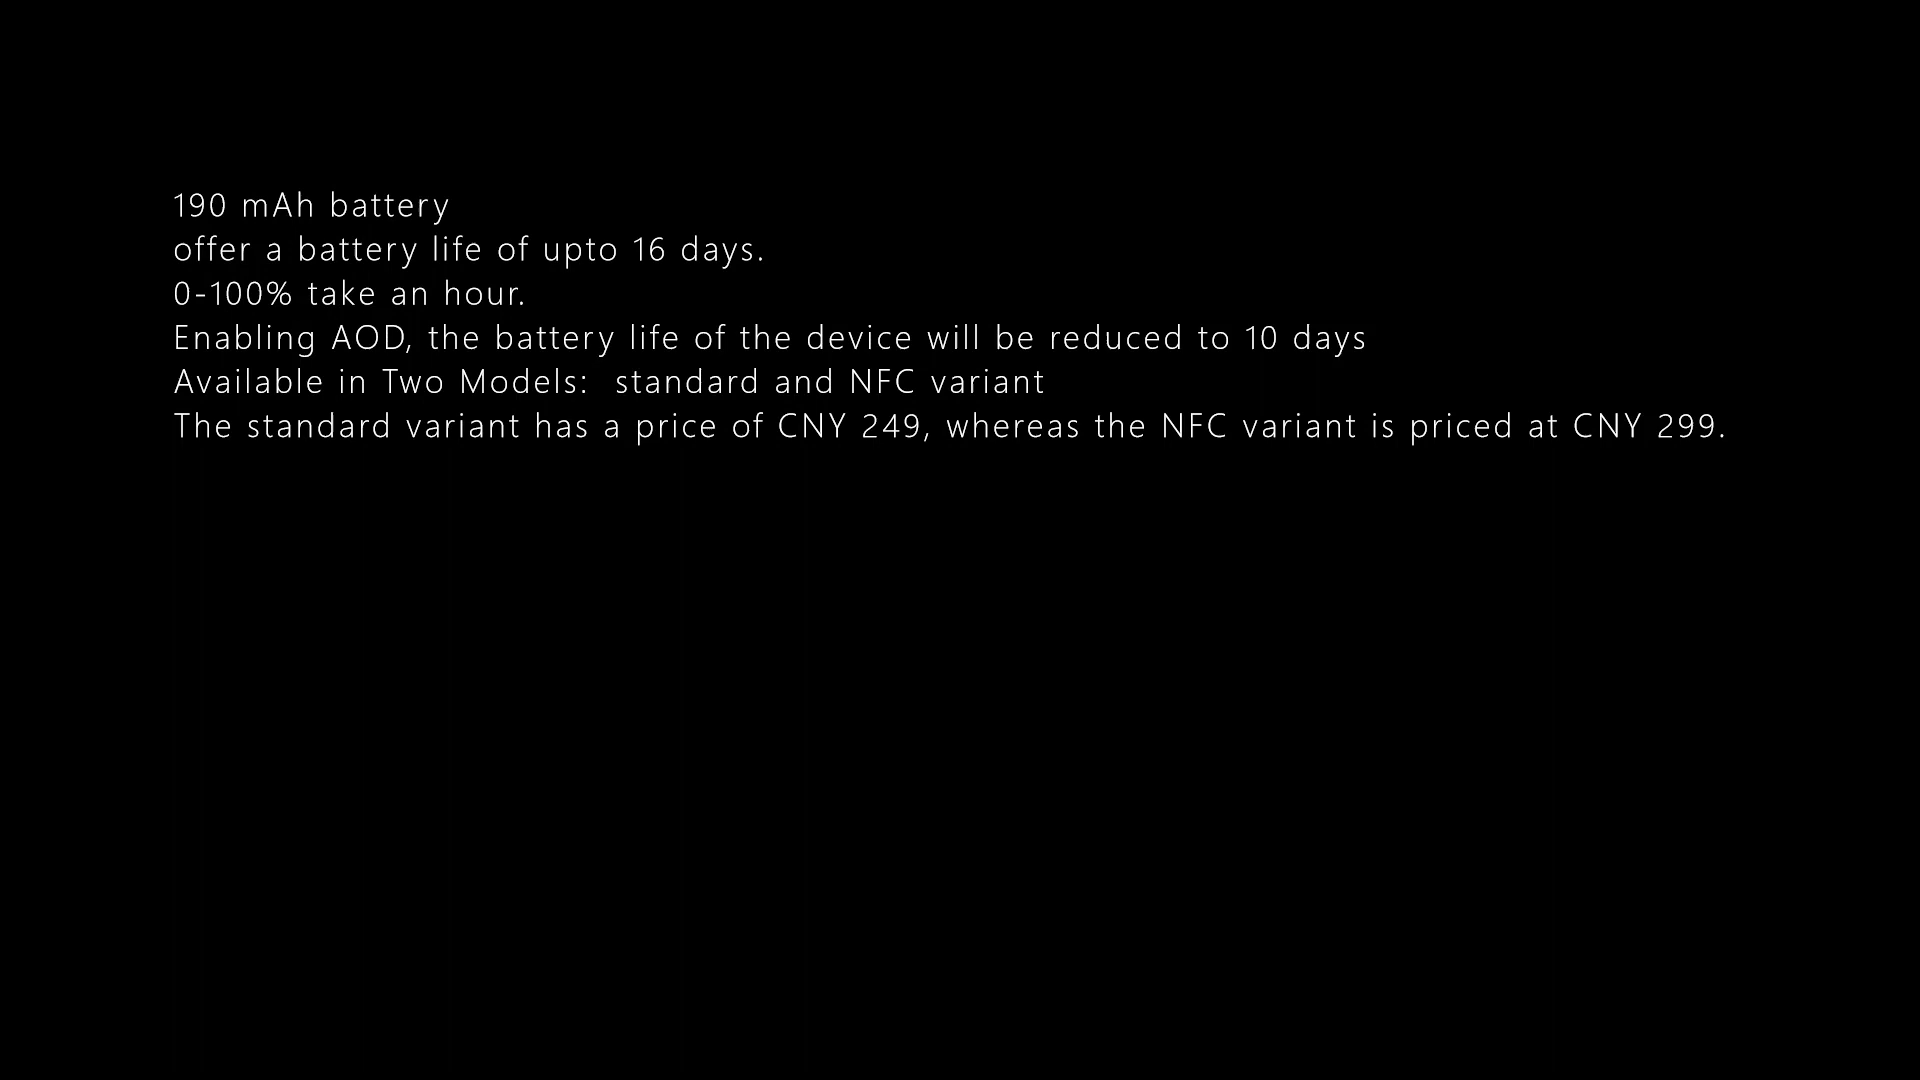 190 mAh battery
offer a battery life of upto 16 days.
0-100% take an hour.
Enabling AOD, the battery life of the device will be reduced to 10 days
Available in Two Models:  standard and NFC variant
The standard variant has a price of CNY 249, whereas the NFC variant is priced at CNY 299.